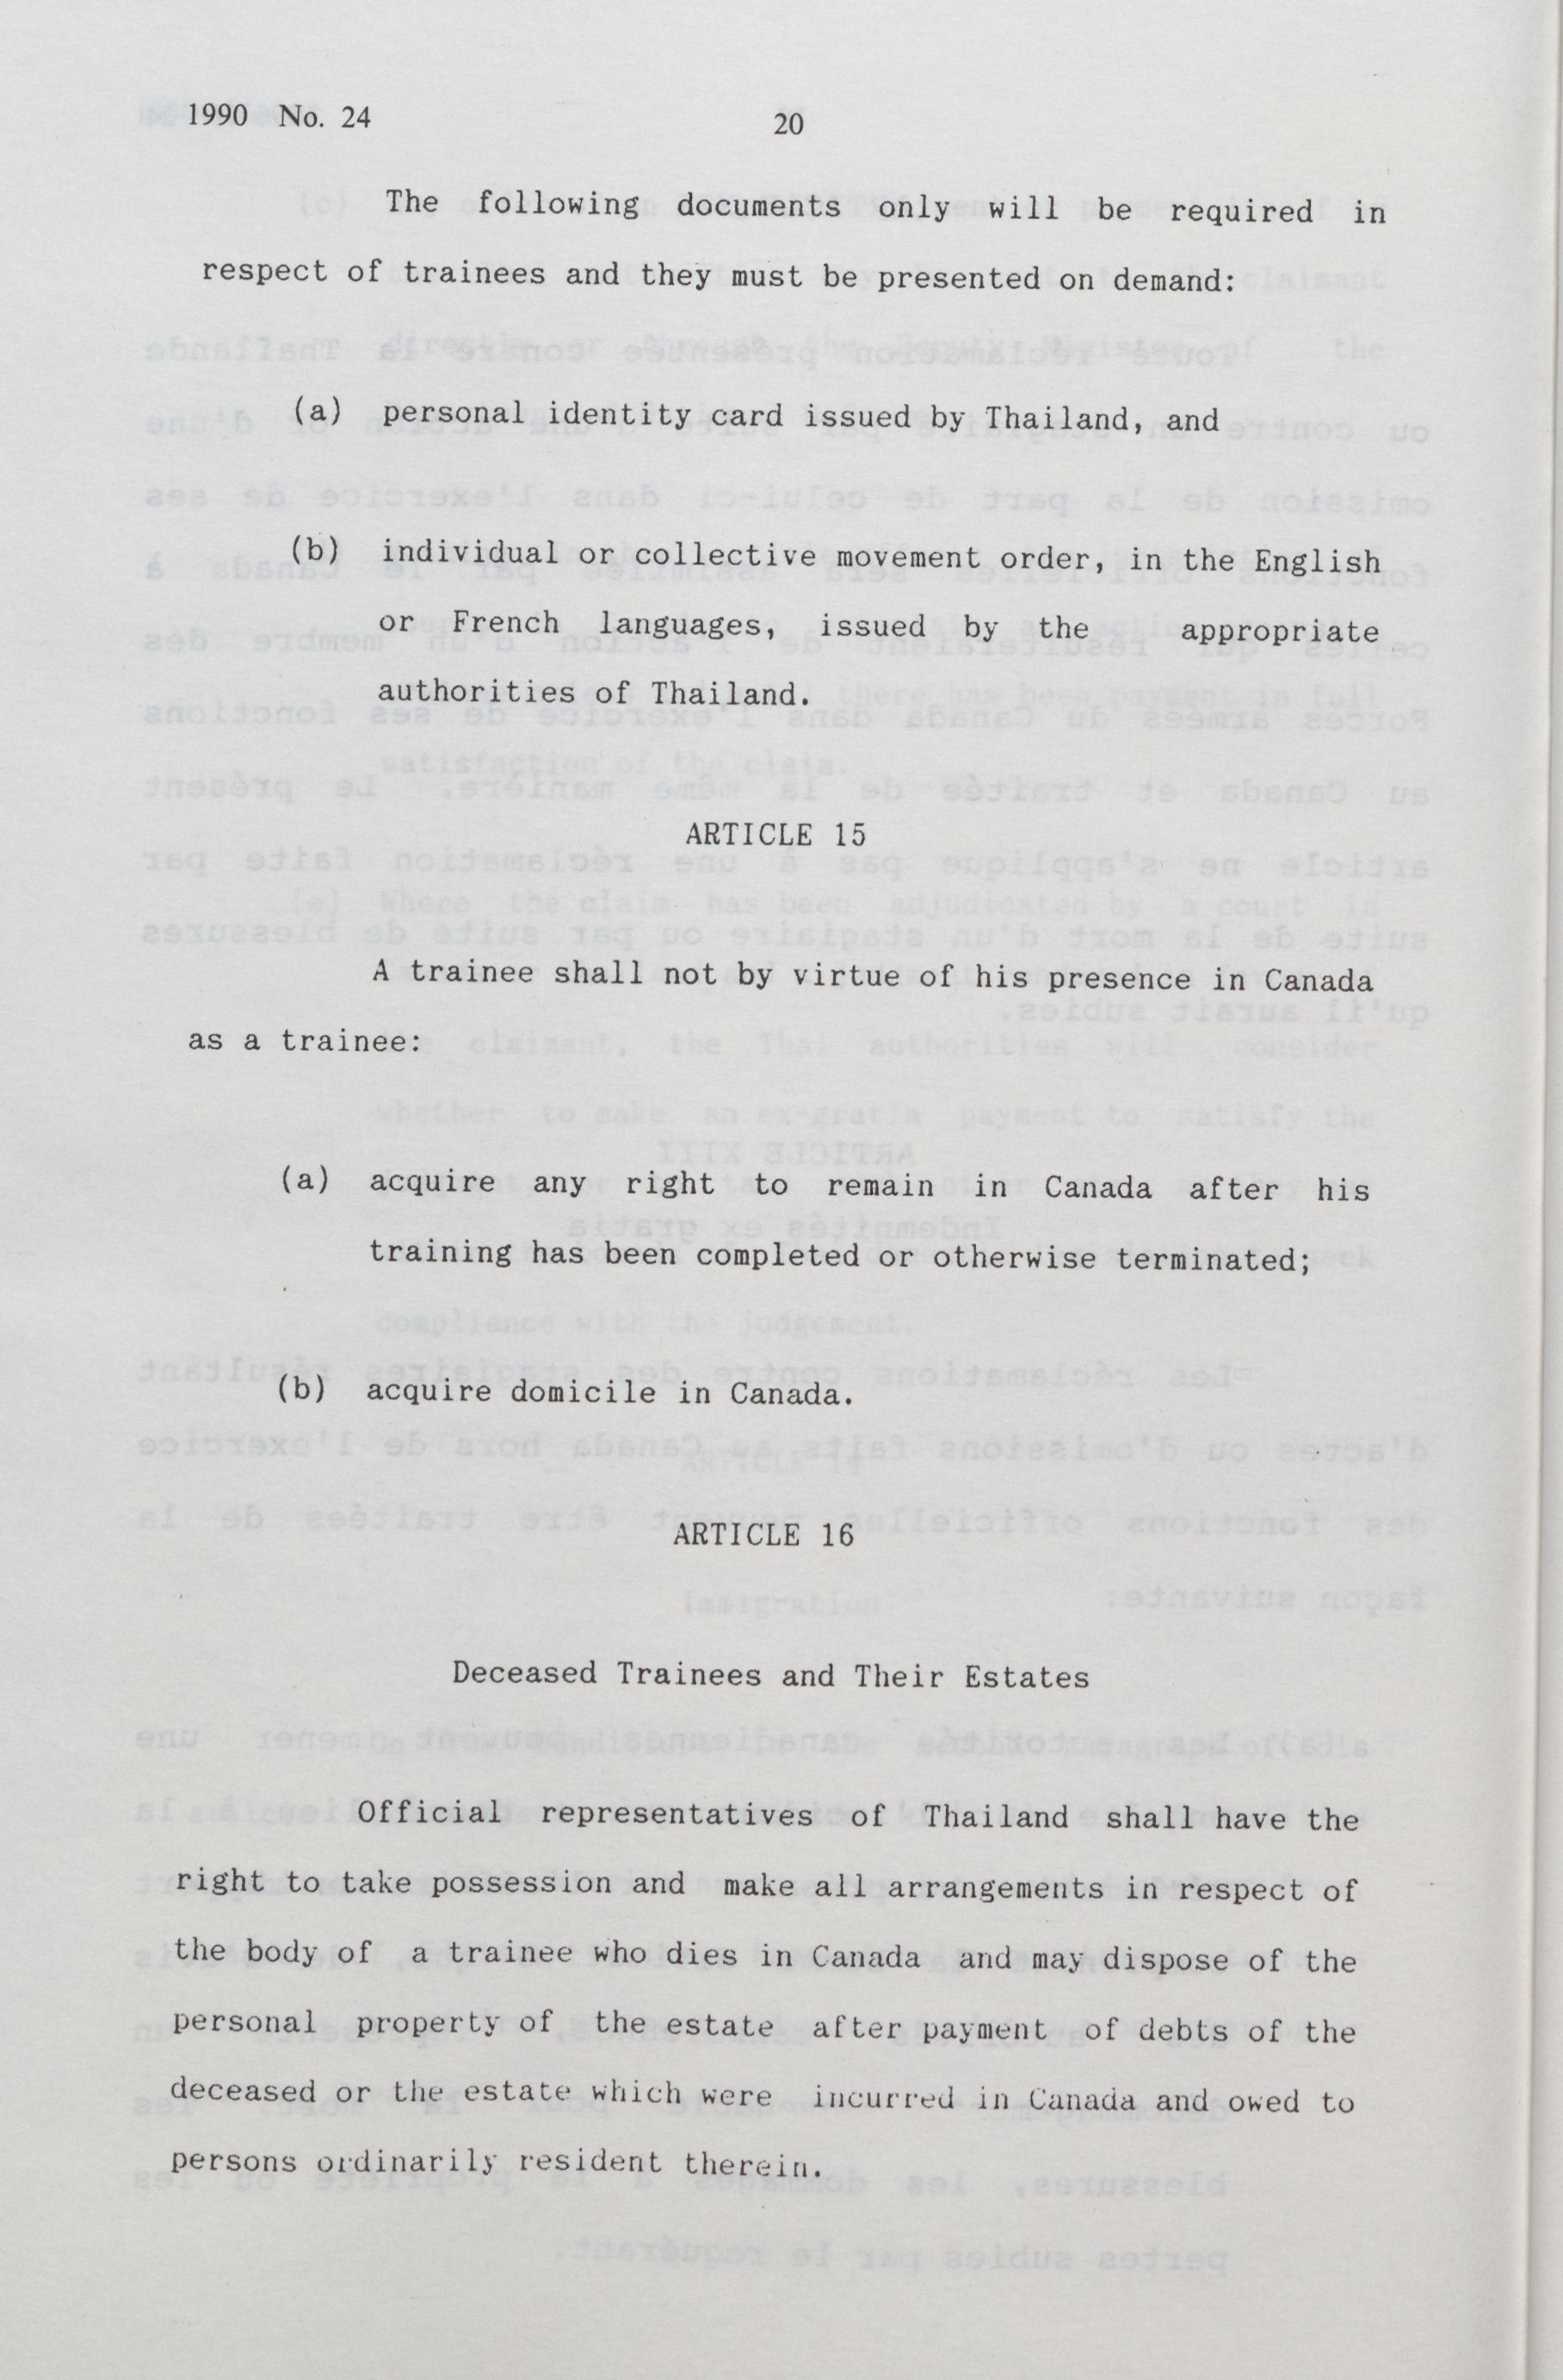 1990 No. 24
20
The following documents only will be required in
respect of trainees and they must be presented on demand:
(a) personal identity card issued by Thailand, and
(b) individual or collective movement order, in the English
or French languages, issued by the appropriate
authorities of Thailand.
ARTICLE 15
A trainee shall not by virtue of his presence in Canada
as a trainee:
(a) acquire any right to remain in Canada after his
training has been completed or otherwise terminated;
(b) acquire domicile in Canada.
ARTICLE 16
Deceased Trainees and Their Estates
Official representatives of Thailand shall have the
right to take possession and make all arrangements in respect of
the body of a trainee who dies in Canada and may dispose of the
personal property of the estate after payment of debts of the
deceased or the estate which were incurred in Canada and owed to
persons ordinarily resident therein.